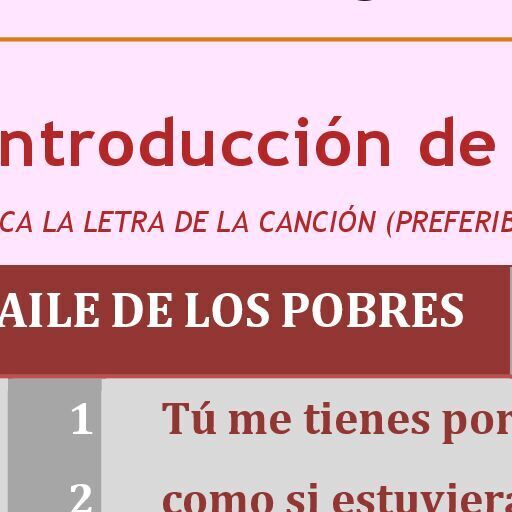 ntroducción de
CA LA LETRA DE LA CANCIÓN (PREFERIB
AILE DE LOS POBRES
1 Tú me tienes por
2 como si estuviera